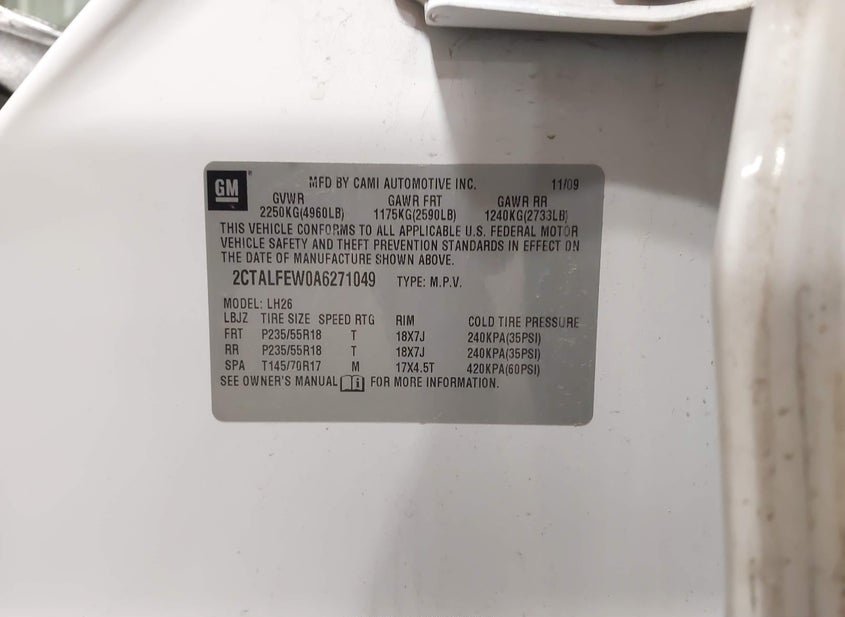 GM ®
MFD BY CAMI AUTOMOTIVE INC. 11/09
GVWR GAWR FRT GAWR RR
2250KG(4960LB) 1175KG(2590LB) 1240KG(2733LB)
THIS VEHICLE CONFORMS TO ALL APPLICABLE U.S. FEDERAL MOTOR
VEHICLE SAFETY AND THEFT PREVENTION STANDARDS IN EFFECT ON
THE DATE OF MANUFACTURE SHOWN ABOVE.
2CTALFEW0A6271049 TYPE: M.P.V.
MODEL: LH26
LBJZ TIRE SIZE SPEED RTG RIM COLD TIRE PRESSURE
FRT P235/55R18 T 18X7J 240KPA(35PSI)
RR P235/55R18 T 18X7J 240KPA(35PSI)
SPA T145/70R17 M 17X4.5T 420KPA(60PSI)
SEE OWNER'S MANUAL i FOR MORE INFORMATION.